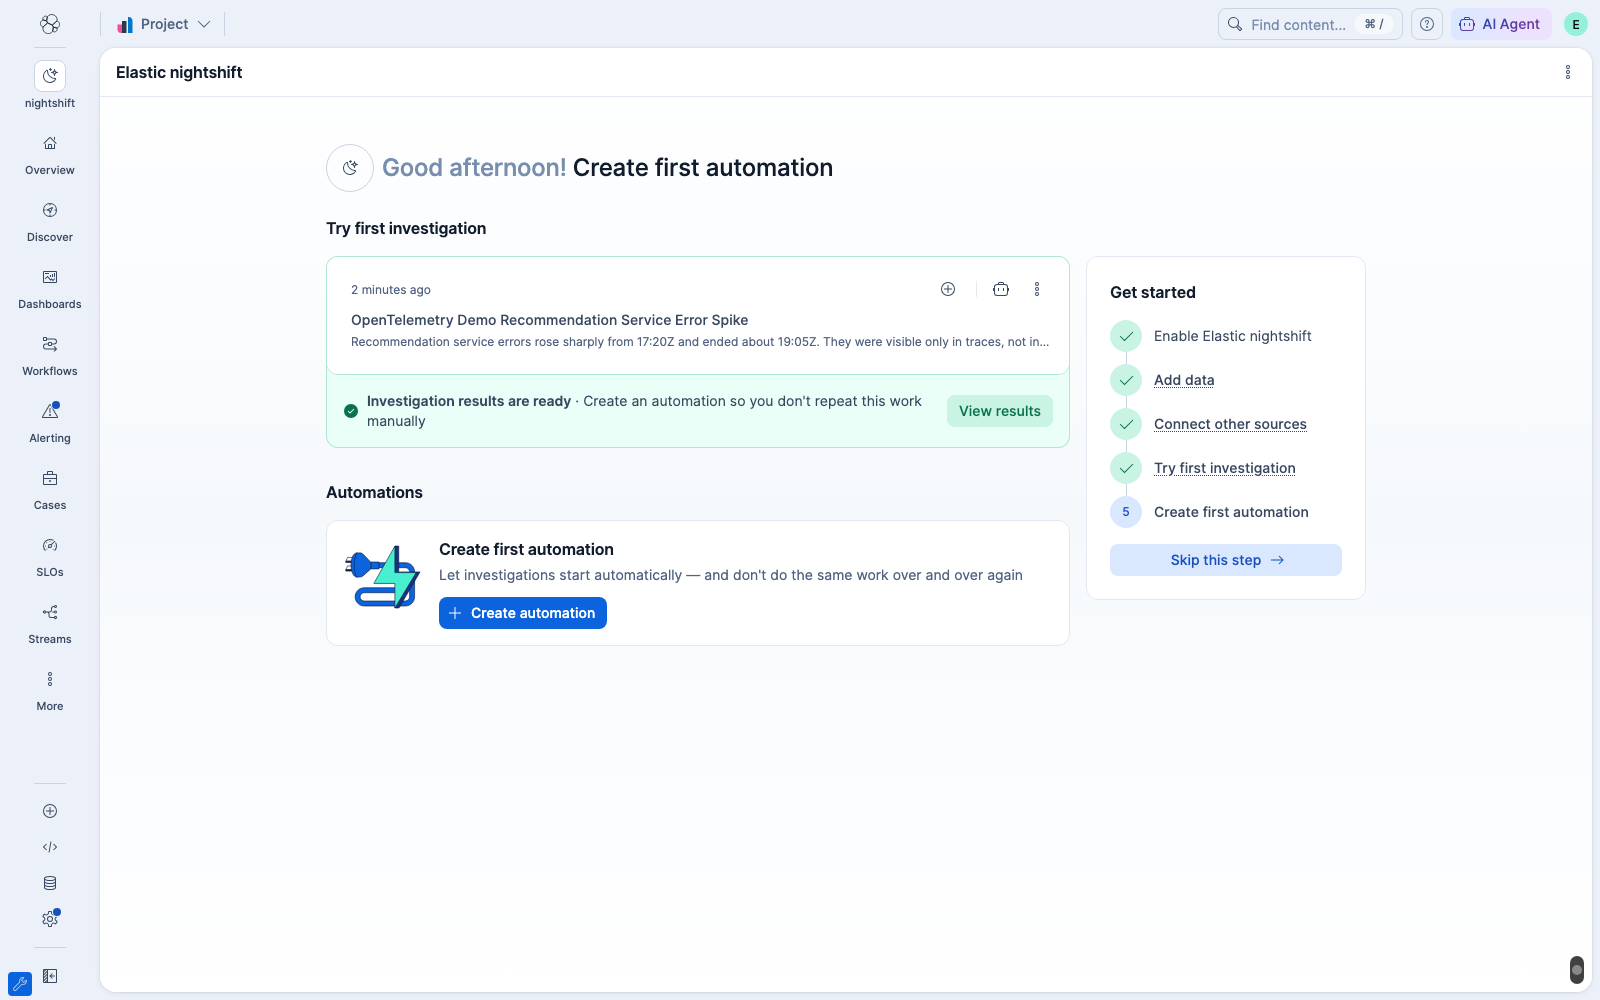 Project
Find content...
⌘ /
AI Agent
E
nightshift
Overview
Discover
Dashboards
Workflows
Alerting
Cases
SLOs
Streams
More
Elastic nightshift
Good afternoon! Create first automation
Try first investigation
2 minutes ago
OpenTelemetry Demo Recommendation Service Error Spike
Recommendation service errors rose sharply from 17:20Z and ended about 19:05Z. They were visible only in traces, not in...
Investigation results are ready · Create an automation so you don't repeat this work
manually
View results
Automations
Create first automation
Let investigations start automatically — and don't do the same work over and over again
Create automation
Get started
Enable Elastic nightshift
Add data
Connect other sources
Try first investigation
5
Create first automation
Skip this step